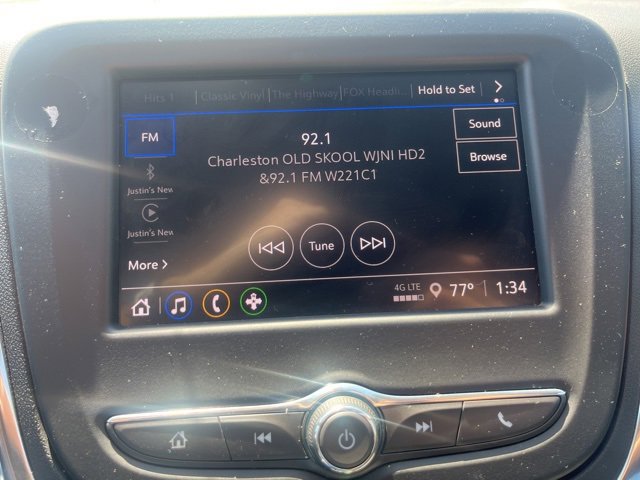 Hits 1 Classic Vinyl The Highway FOX Headli... Hold to Set
FM
92.1
Sound
Charleston OLD SKOOL WJNI HD2
&92.1 FM W221C1
Browse
Justin's New
Justin's New
Tune
More
4G LTE
77° 1:34